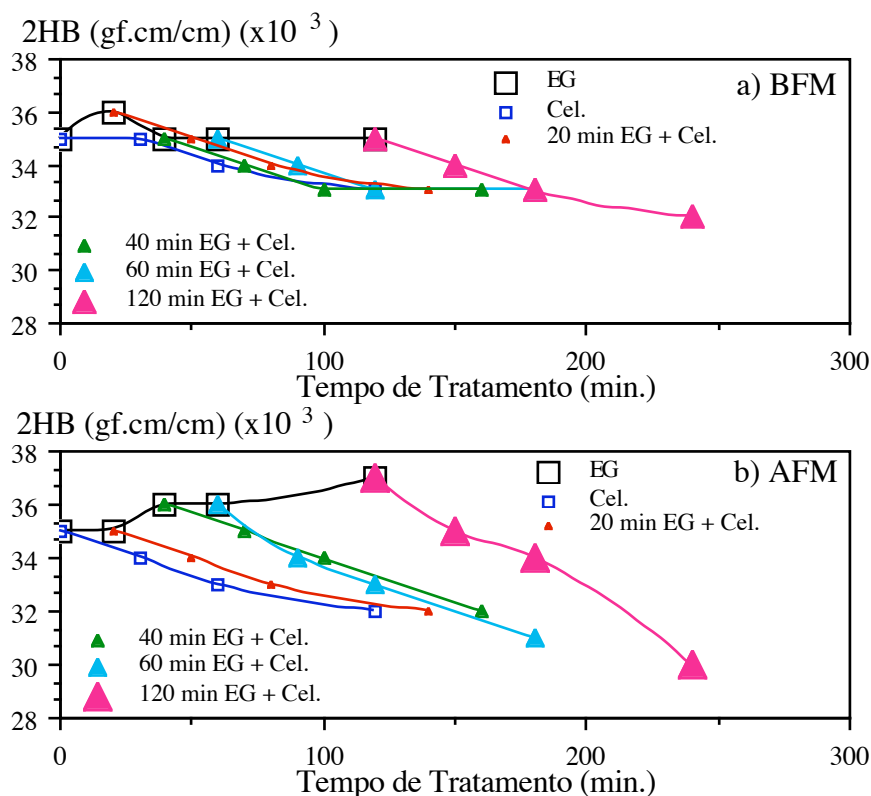 2HB (gf.cm/cm) (x10 3 )
38
36
34
32
30
28
EG
Cel.
20 min EG + Cel.
a) BFM
40 min EG + Cel.
60 min EG + Cel.
120 min EG + Cel.
0
100
200
300
Tempo de Tratamento (min.)
2HB (gf.cm/cm) (x10 3 )
38
36
34
32
30
28
EG
Cel.
20 min EG + Cel.
b) AFM
40 min EG + Cel.
60 min EG + Cel.
120 min EG + Cel.
0
100
200
300
Tempo de Tratamento (min.)